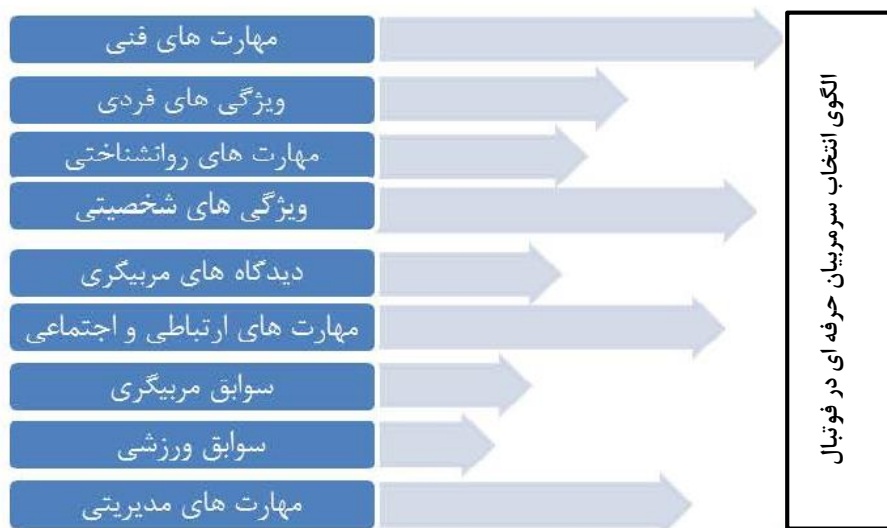 مهارت های فنی
ویژگی های فردی
مهارت های روانشناختی
ویژگی های شخصیتی
دیدگاه های مربیگری
مهارت های ارتباطی و اجتماعی
سوابق مربیگری
سوابق ورزشی
مهارت های مدیریتی
الگوی انتخاب سرمربیان حرفه ای در فوتبال